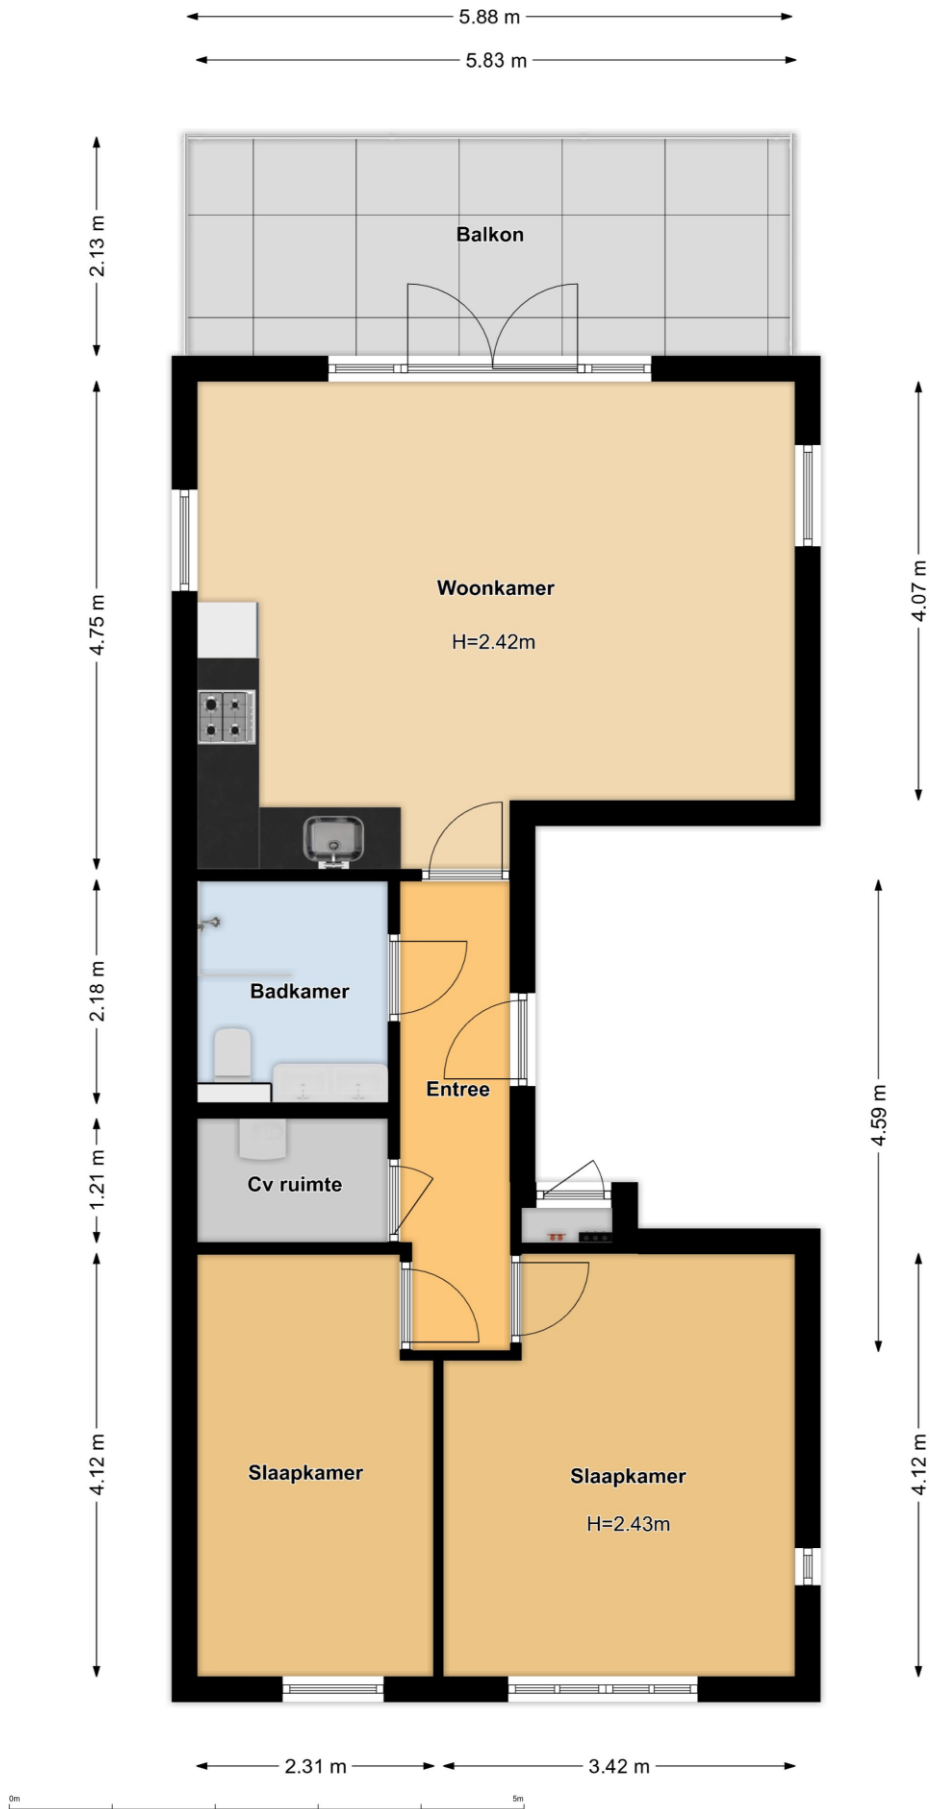 5.88 m
5.83 m
2.13 m
Balkon
Woonkamer
H=2.42m
4.75 m
4.07 m
Badkamer
2.18 m
Entree
4.59 m
Cv ruimte
1.21 m
Slaapkamer
Slaapkamer
H=2.43m
4.12 m
4.12 m
2.31 m
3.42 m
0m
5m